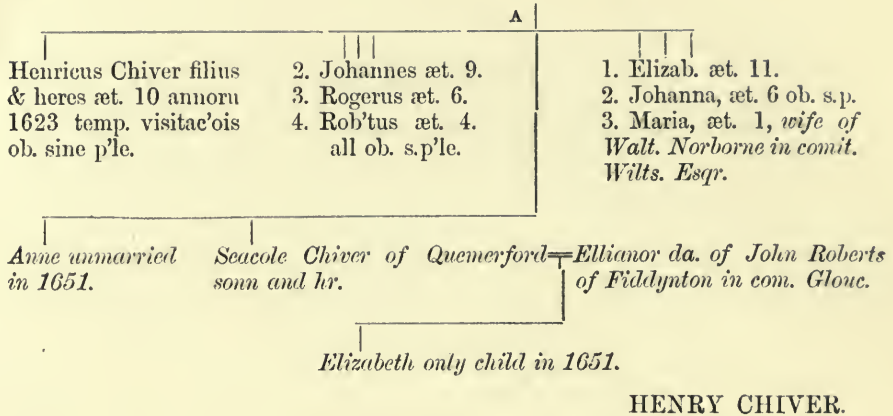 A
Henricus Chiver filius
& heres æt. 10 annoru
1623 temp. visitac'ois
ob. sine p'le.
2. Johannes æt. 9.
3. Rogerus æt. 6.
4. Rob'tus æt. 4.
all ob. s.p'le.
1. Elizab. æt. 11.
2. Johanna, æt. 6 ob. s.p.
3. Maria, æt. 1, wife of
Walt. Norborne in comit.
Wilts. Esqr.
Anne unmarried
in 1651.
Seacole Chiver of Quemerford
sonn and hr.
Ellianor da. of John Roberts
of Fiddynton in com. Glouc.
Elizabeth only child in 1651.
HENRY CHIVER.